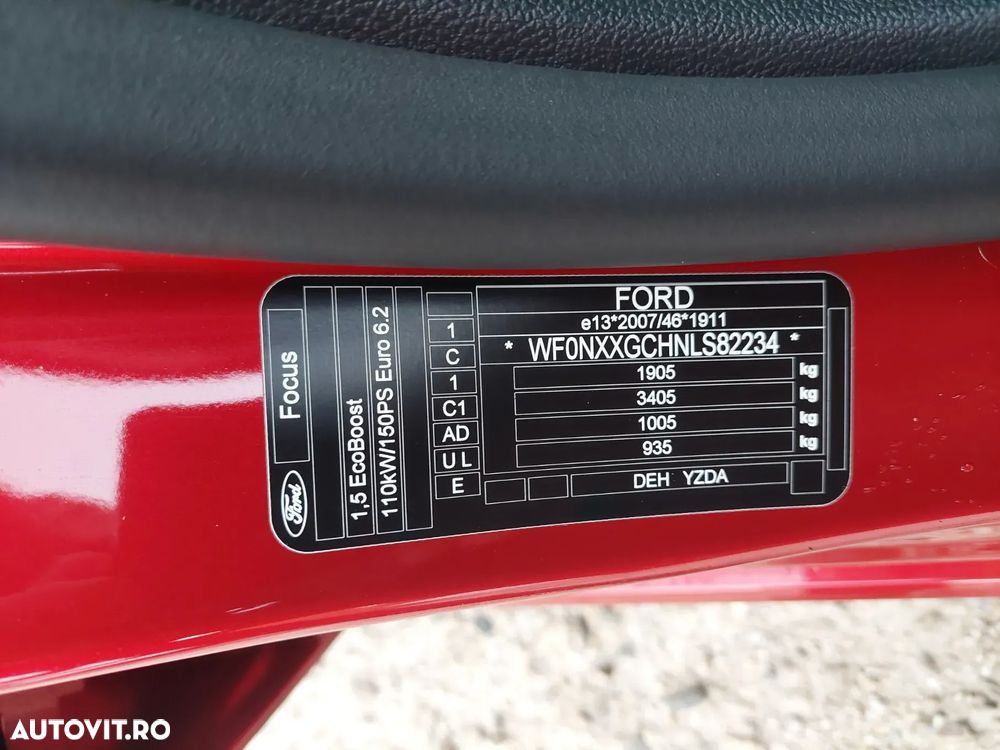 FORD
e13*2007/46*1911
* WF0NXXGCHNLS82234 *
1905 kg
3405 kg
1005 kg
935 kg
DEH YZDA
1
C
1
C1
AD
U L
E
Focus
Ford
1,5 EcoBoost
110kW/150PS Euro 6.2
AUTOVIT.RO